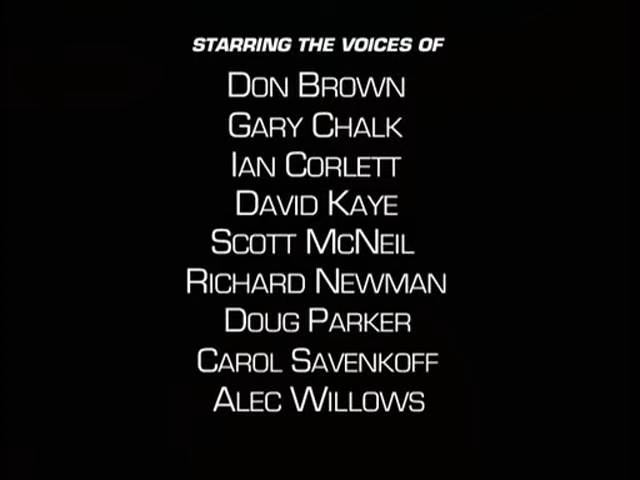 STARRING THE VOICES OF
DON BROWN
GARY CHALK
IAN CORLETT
DAVID KAYE
SCOTT MCNEIL
RICHARD NEWMAN
DOUG PARKER
CAROL SAVENKOFF
ALEC WILLOWS